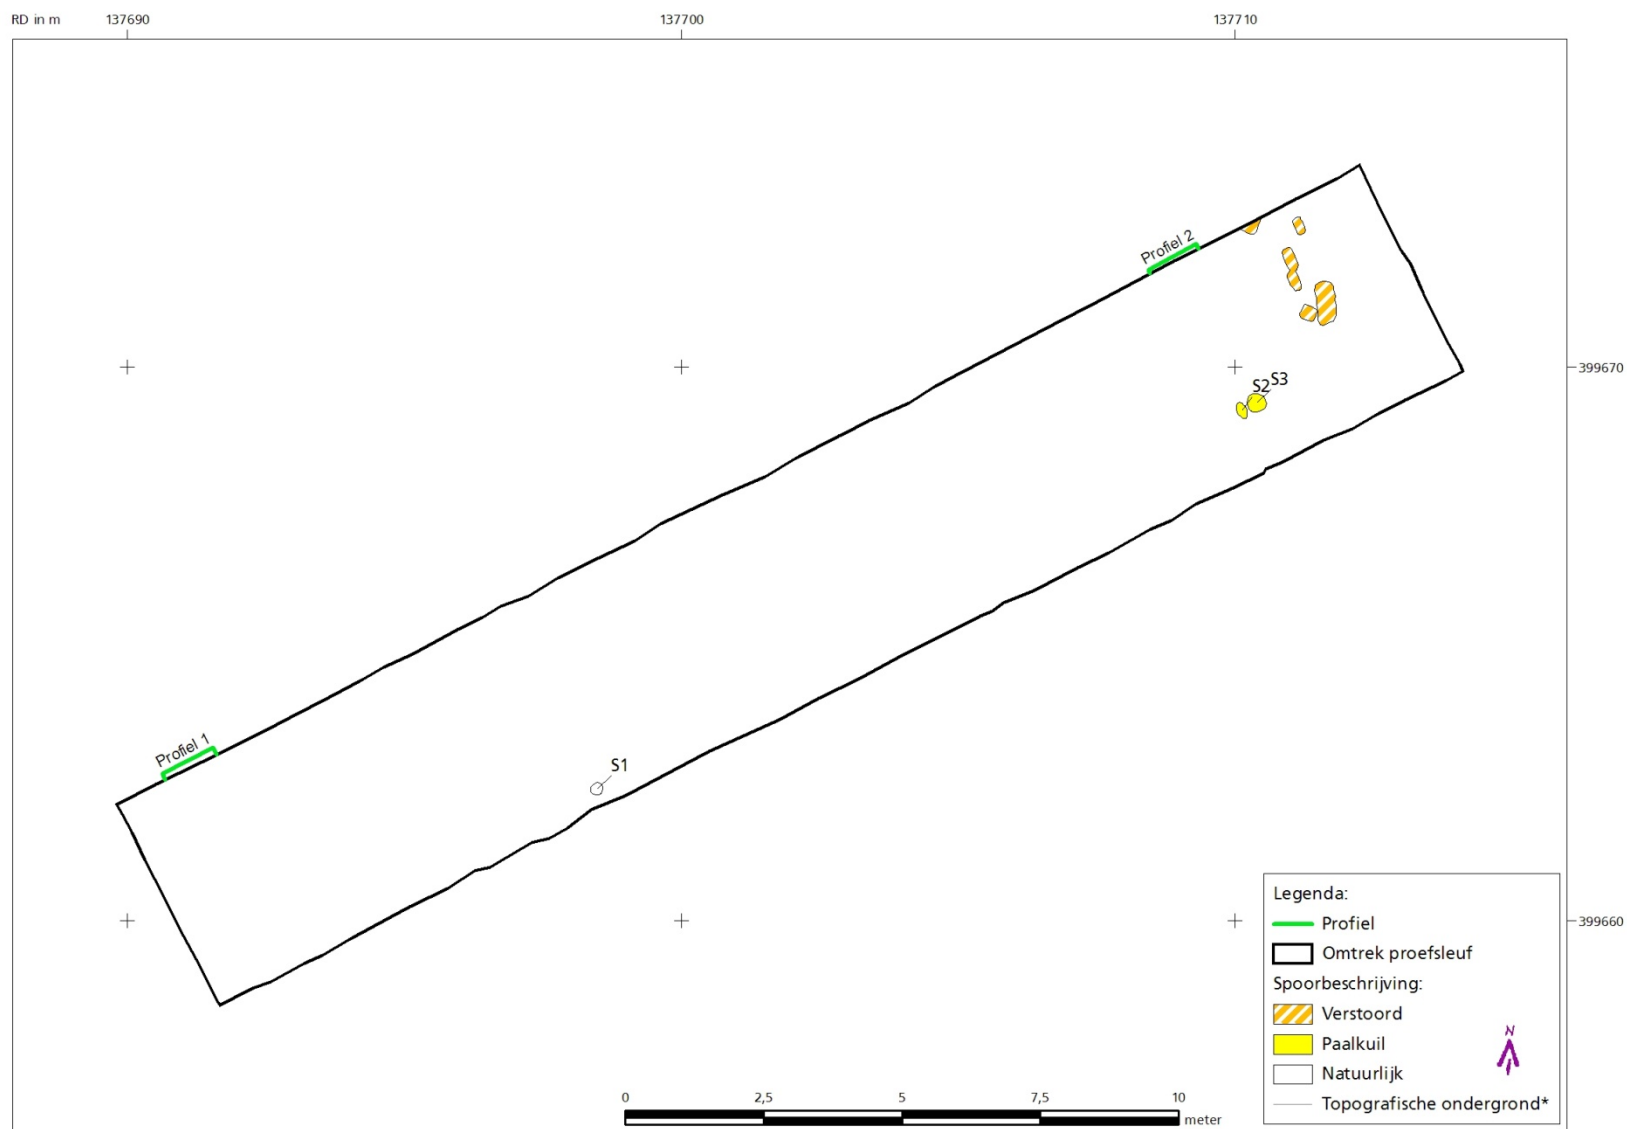 RD in m
137690
137700
137710
Profiel 2
399670
S2
S3
Profiel 1
S1
399660
Legenda:
Profiel
Omtrek proefsleuf
Spoorbeschrijving:
Verstoord
Paalkuil
Natuurlijk
Topografische ondergrond*
N
0
2,5
5
7,5
10
meter